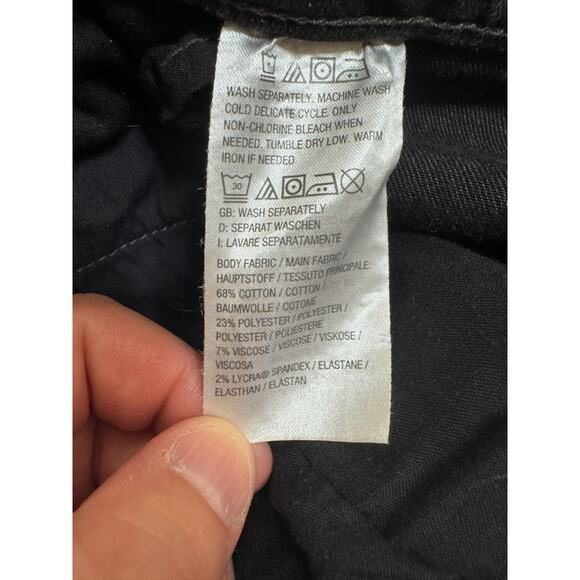 WASH SEPARATELY. MACHINE WASH
COLD DELICATE CYCLE. ONLY
NON-CHLORINE BLEACH WHEN
NEEDED. TUMBLE DRY LOW. WARM
IRON IF NEEDED
30
GB: WASH SEPARATELY
D: SEPARAT WASCHEN
I: LAVARE SEPARATAMENTE
BODY FABRIC / MAIN FABRIC /
HAUPTSTOFF / TESSUTO PRINCIPALE:
68% COTTON / COTTON /
BAUMWOLLE / COTONE
23% POLYESTER / POLYESTER /
POLYESTER / POLIESTERE
7% VISCOSE / VISCOSE / VISKOSE /
VISCOSA
2% LYCRA® SPANDEX / ELASTANE /
ELASTHAN / ELASTAN